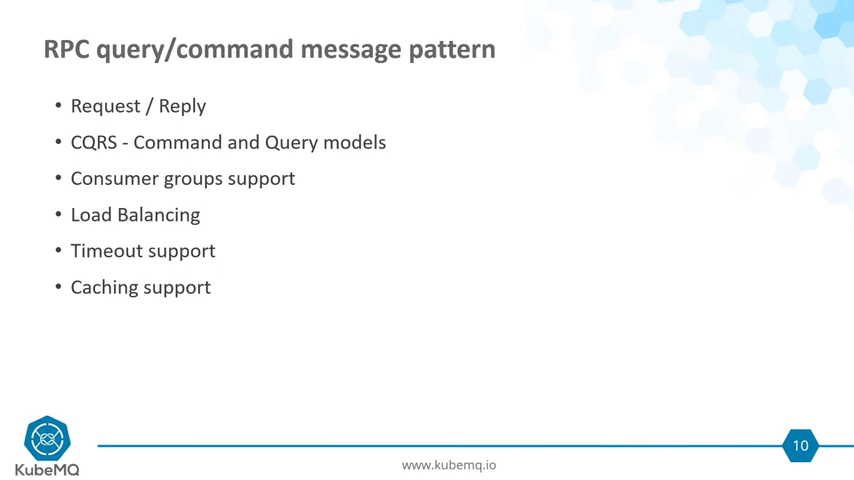 RPC query/command message pattern
• Request / Reply
• CQRS - Command and Query models
• Consumer groups support
• Load Balancing
• Timeout support
• Caching support
10
KubeMQ
www.kubemq.io